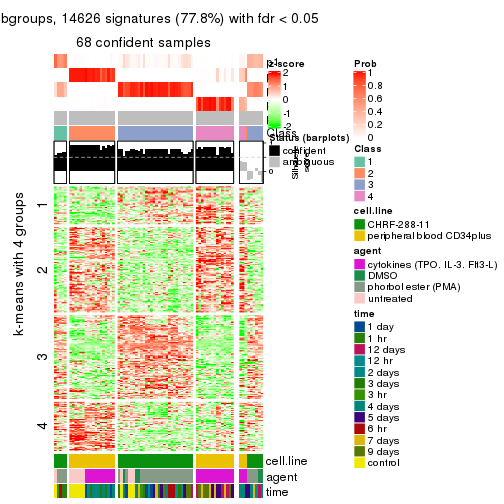 bgroups, 14626 signatures (77.8%) with fdr < 0.05
68 confident samples
z-score
2
1
0
-1
-2
Status (barplots)
confident
ambiguous
Class
1
0
Prob
1
0.8
0.6
0.4
0.2
0
Class
1
2
3
4
cell.line
CHRF-288-11
peripheral blood CD34plus
agent
cytokines (TPO, IL-3, Flt3-L)
DMSO
phorbol ester (PMA)
untreated
time
1 day
1 hr
12 days
12 hr
2 days
3 days
3 hr
4 days
5 days
6 hr
7 days
9 days
control
k-means with 4 groups
1
2
3
4
cell.line
agent
time